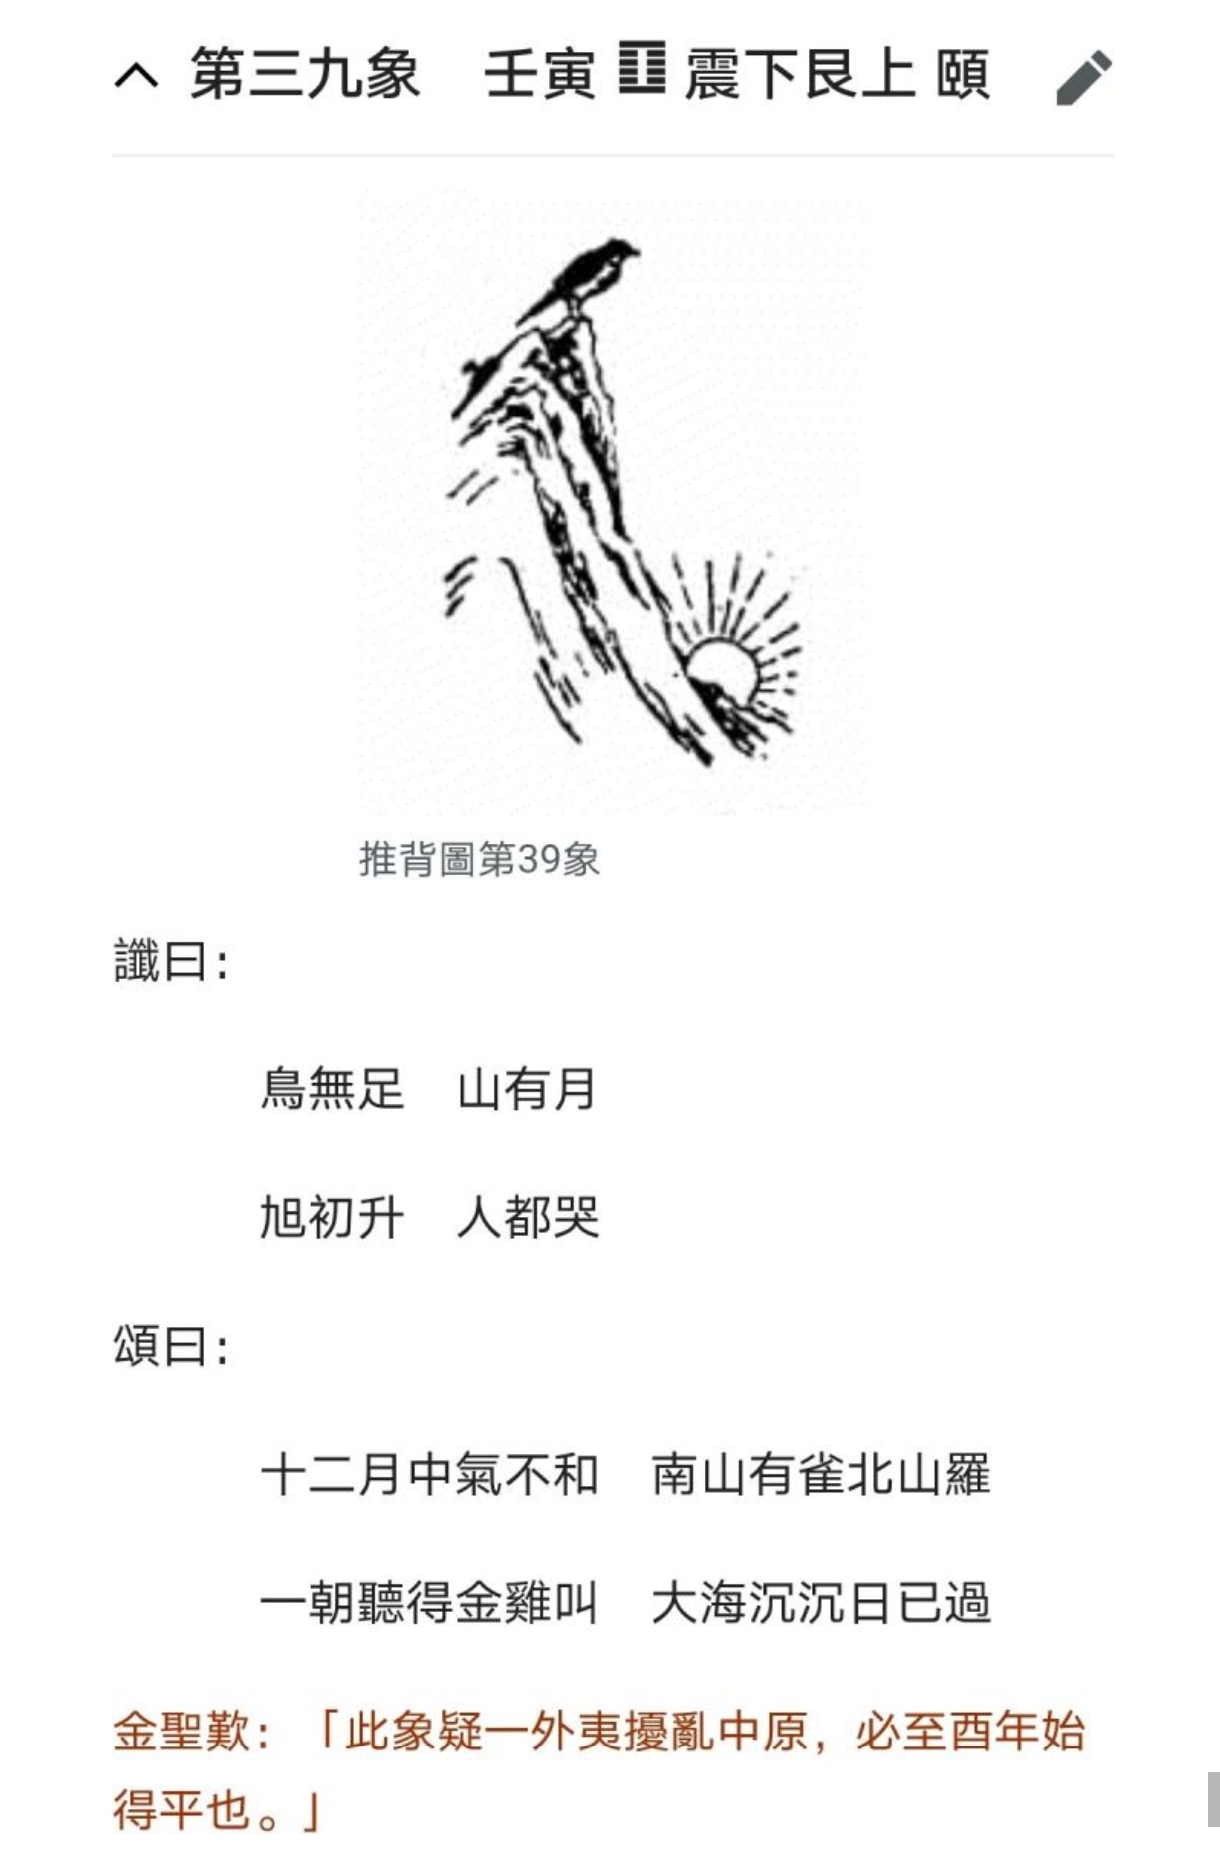 第三九象　壬寅 ䷚ 震下艮上 頤
推背圖第39象
讖曰：
鳥無足　山有月
旭初升　人都哭
頌曰：
十二月中氣不和　南山有雀北山羅
一朝聽得金雞叫　大海沉沉日已過
金聖歎：「此象疑一外夷擾亂中原，必至酉年始
得平也。」